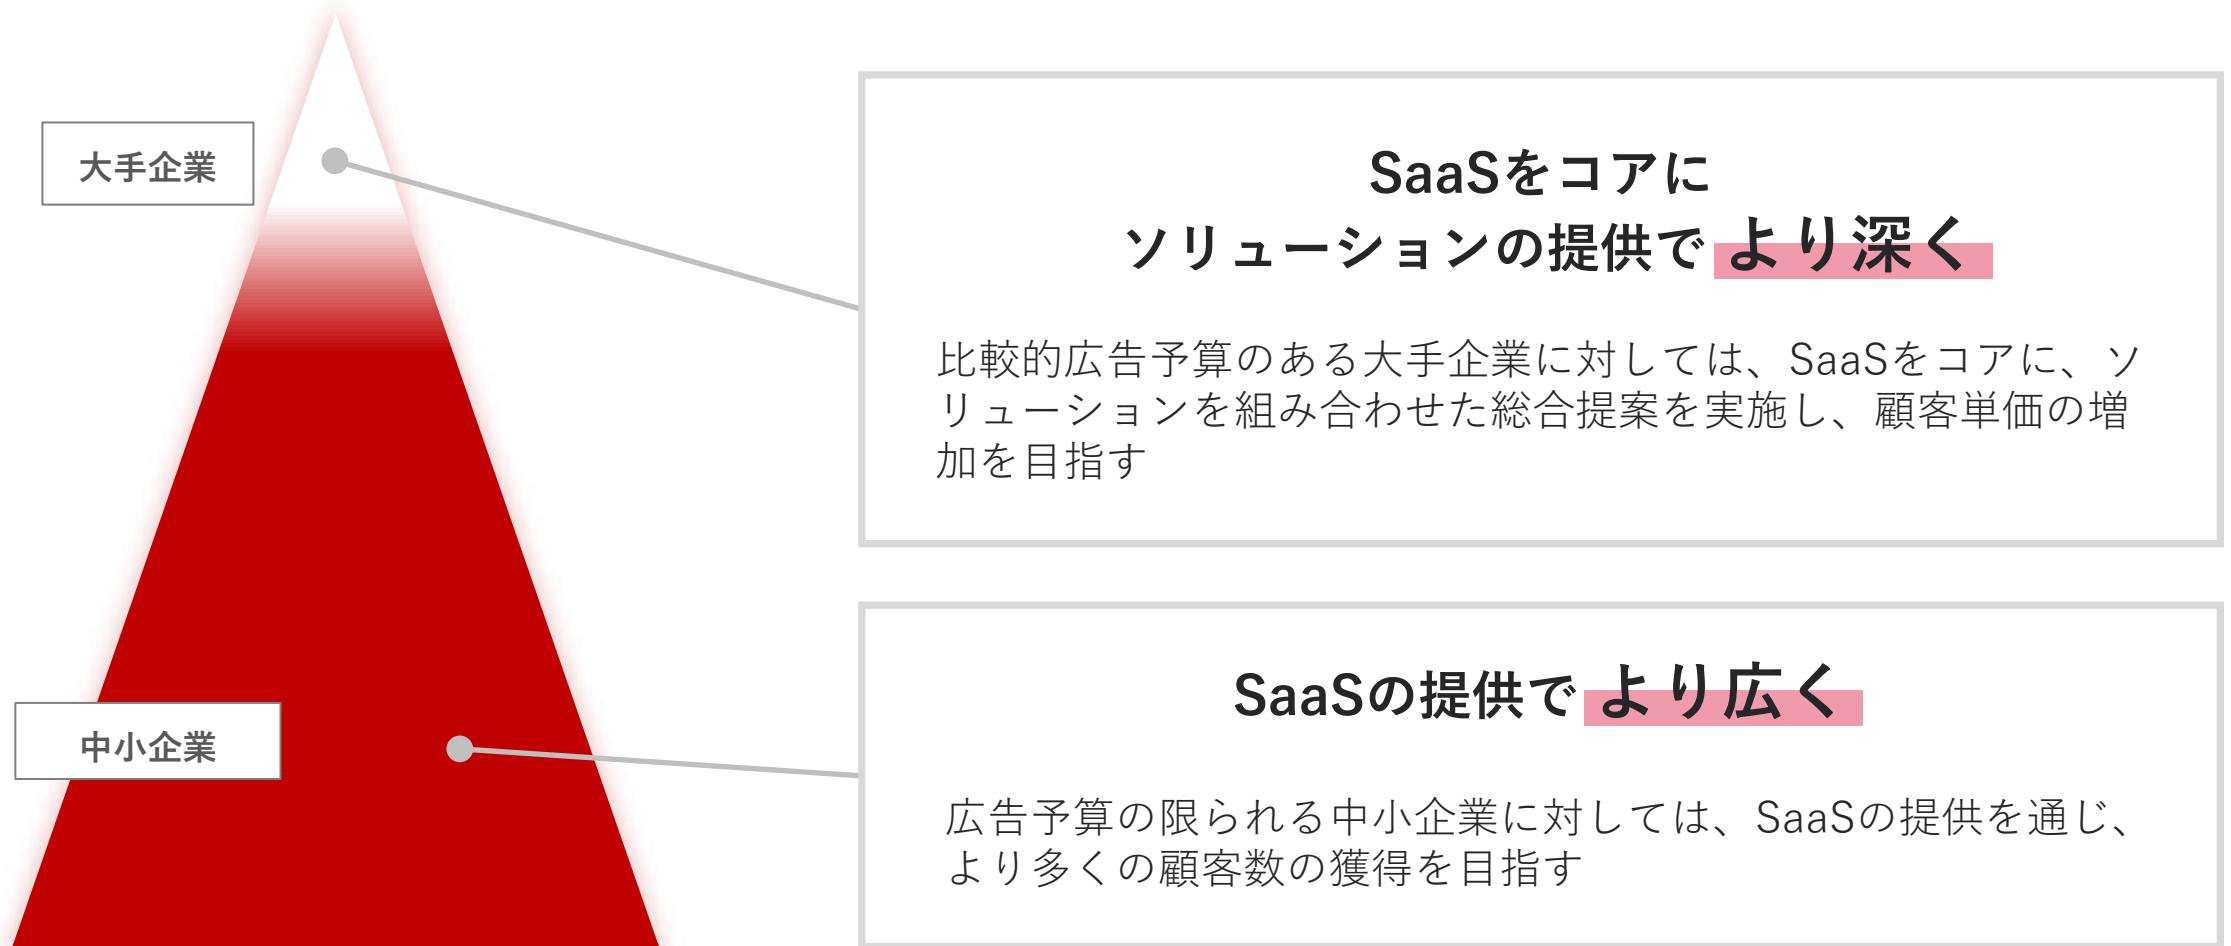 大手企業
SaaSをコアに
ソリューションの提供で より深く
比較的広告予算のある大手企業に対しては、SaaSをコアに、ソ
リューションを組み合わせた総合提案を実施し、顧客単価の増
加を目指す
中小企業
SaaSの提供で より広く
広告予算の限られる中小企業に対しては、SaaSの提供を通じ、
より多くの顧客数の獲得を目指す